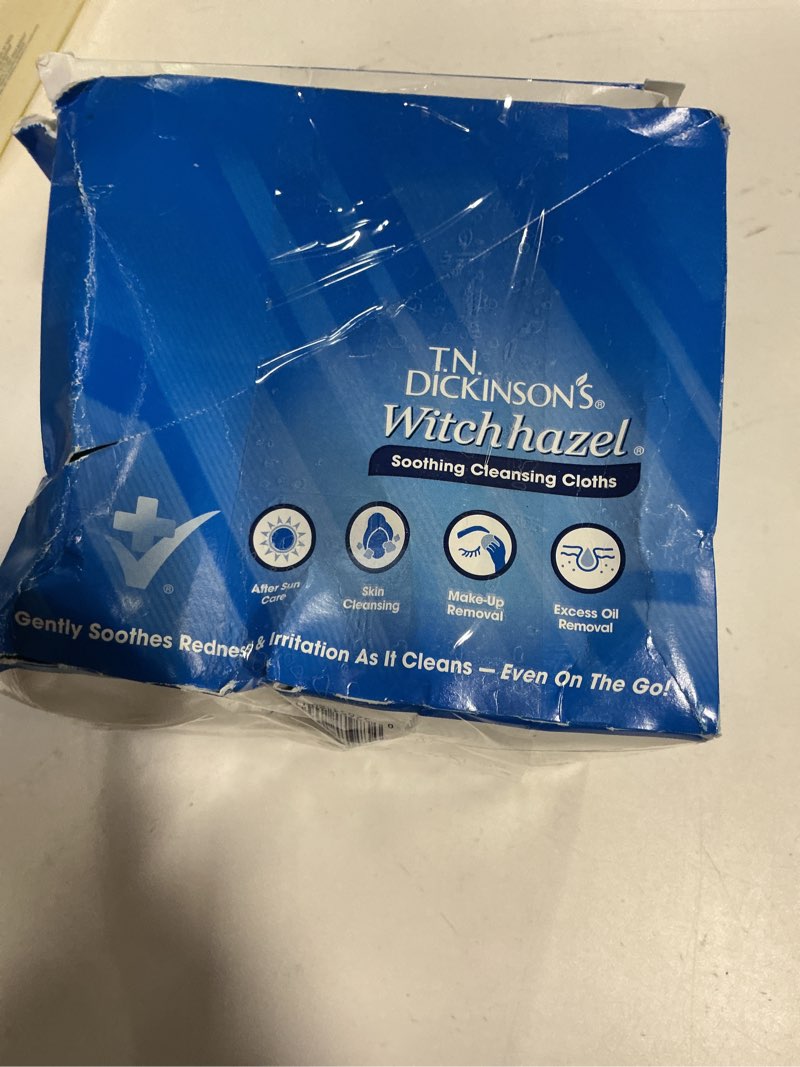 T.N.
DICKINSON'S®
Witch hazel®
Soothing Cleansing Cloths
After Sun
Care
Skin
Cleansing
Make-Up
Removal
Excess Oil
Removal
®
Gently Soothes Redness & Irritation As It Cleans — Even On The Go!